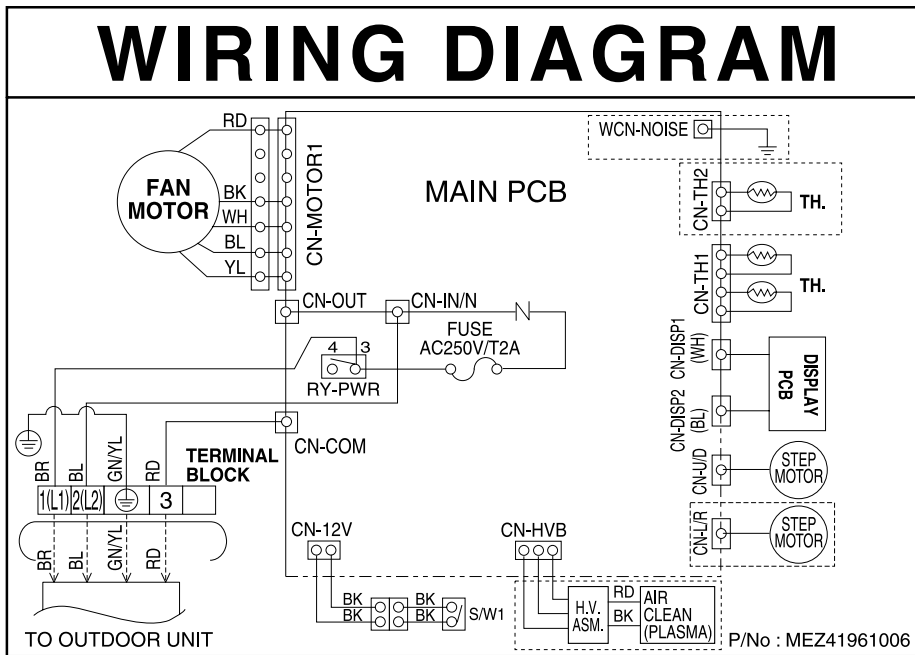 WIRING DIAGRAM
RD
FAN
MOTOR
BK
WH
BL
YL
CN-MOTOR1
MAIN PCB
WCN-NOISE
CN-TH2
TH.
CN-TH1
TH.
CN-OUT
CN-IN/N
N
FUSE
AC250V/T2A
4 3
RY-PWR
CN-DISP1
(WH)
DISPLAY
PCB
CN-DISP2
(BL)
CN-COM
TERMINAL
BLOCK
BR
BL
GN/YL
RD
1(L1) 2(L2) 3
BR
BL
GN/YL
RD
TO OUTDOOR UNIT
CN-U/D
STEP
MOTOR
CN-L/R
STEP
MOTOR
CN-12V
BK BK
BK BK
S/W1
CN-HVB
H.V.
ASM.
RD
BK
AIR
CLEAN
(PLASMA)
P/No : MEZ41961006